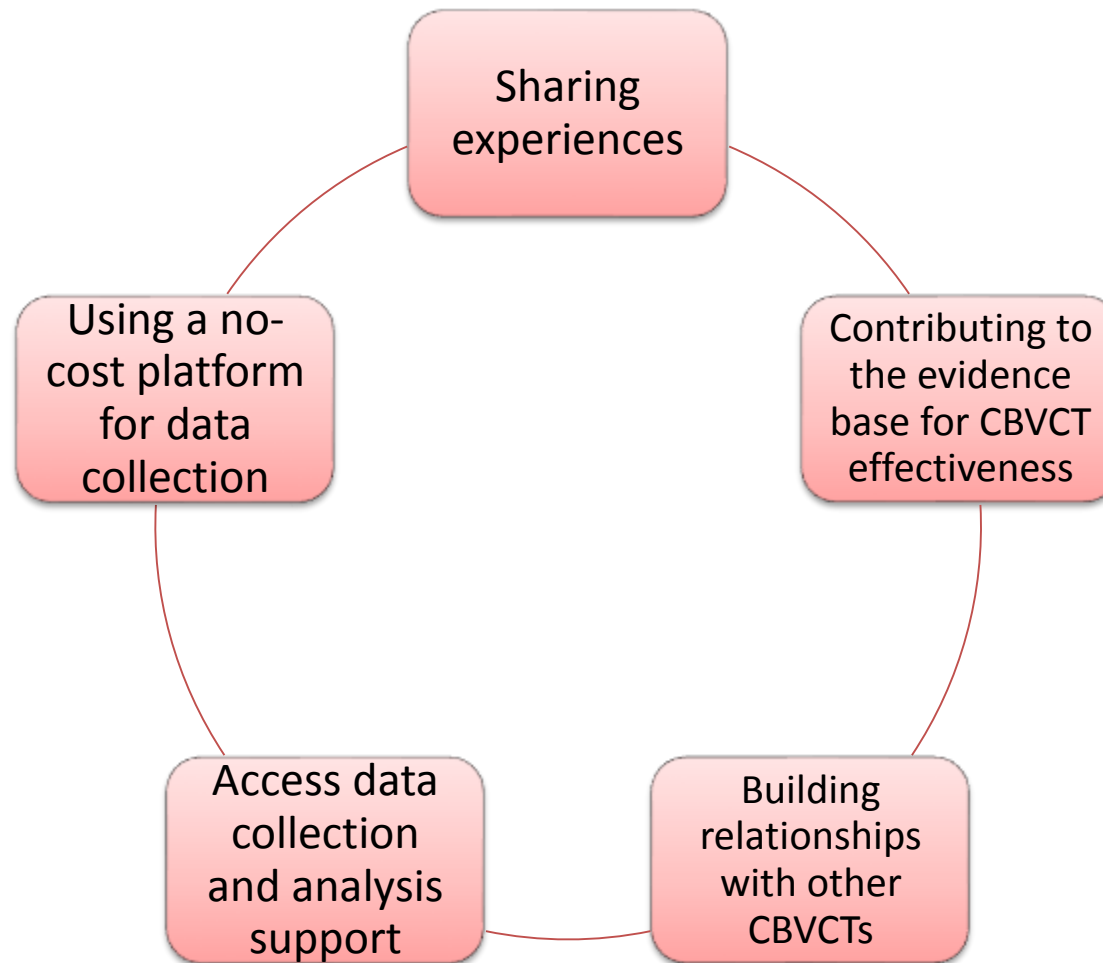 Sharing
experiences
Contributing to
the evidence
base for CBVCT
effectiveness
Building
relationships
with other
CBVCTs
Access data
collection
and analysis
support
Using a no-
cost platform
for data
collection